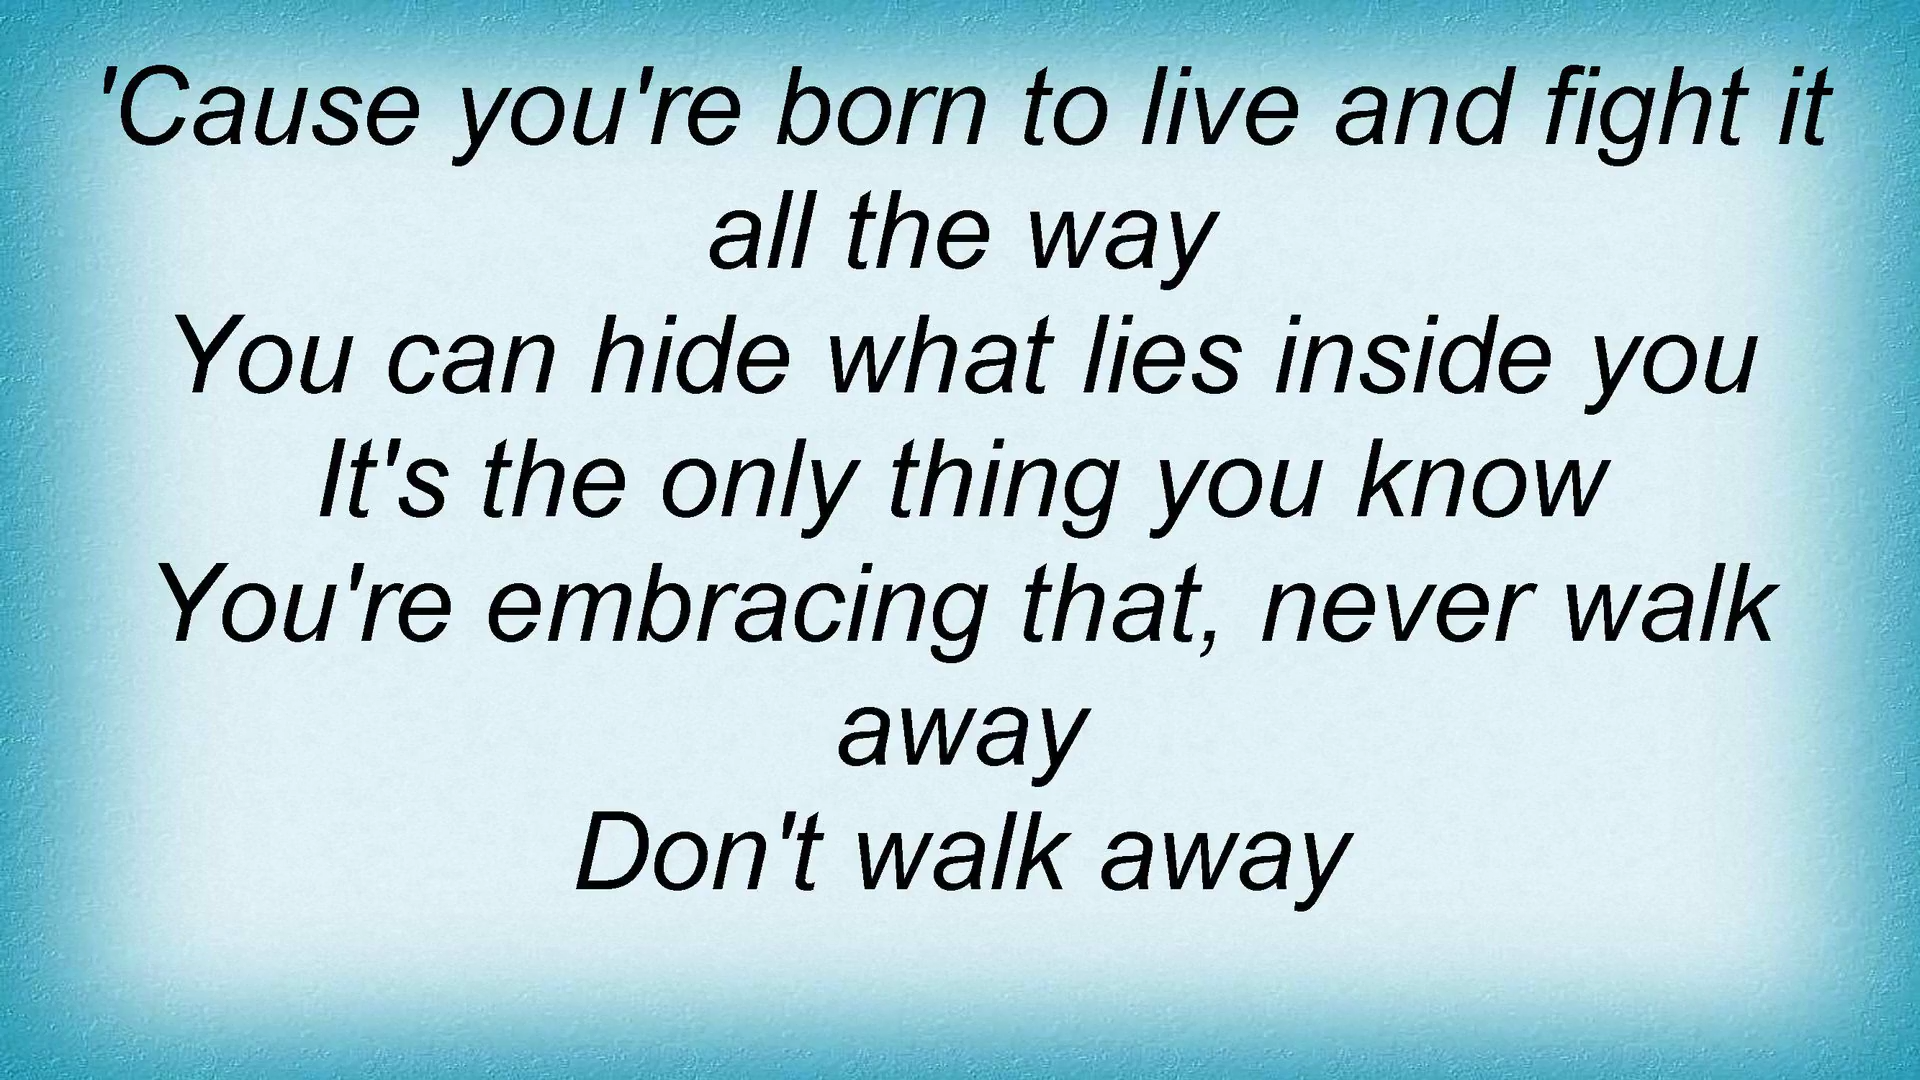 'Cause you're born to live and fight it
all the way
You can hide what lies inside you
It's the only thing you know
You're embracing that, never walk
away
Don't walk away